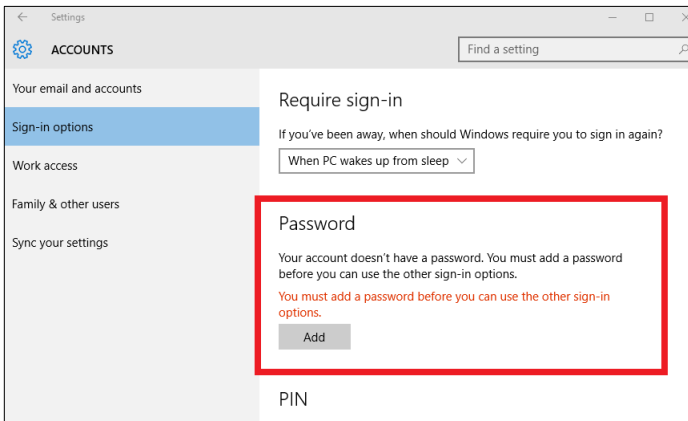 Settings
ACCOUNTS
Find a setting
Your email and accounts
Sign-in options
Work access
Family & other users
Sync your settings
Require sign-in
If you've been away, when should Windows require you to sign in again?
When PC wakes up from sleep
Password
Your account doesn't have a password. You must add a password
before you can use the other sign-in options.
You must add a password before you can use the other sign-in
options.
Add
PIN